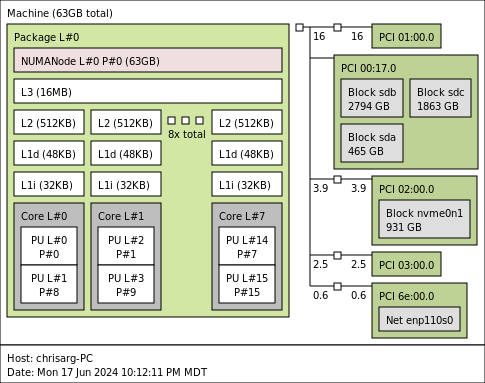 Machine (63GB total)
Package L#0
NUMANode L#0 P#0 (63GB)
L3 (16MB)
L2 (512KB)
L2 (512KB)
8x total
L2 (512KB)
L1d (48KB)
L1d (48KB)
L1d (48KB)
L1i (32KB)
L1i (32KB)
L1i (32KB)
Core L#0
PU L#0
P#0
PU L#1
P#8
Core L#1
PU L#2
P#1
PU L#3
P#9
Core L#7
PU L#14
P#7
PU L#15
P#15
16
16
PCI 01:00.0
PCI 00:17.0
Block sdb
2794 GB
Block sdc
1863 GB
Block sda
465 GB
3.9
3.9
PCI 02:00.0
Block nvme0n1
931 GB
2.5
2.5
PCI 03:00.0
0.6
0.6
PCI 6e:00.0
Net enp110s0
Host: chrisarg-PC
Date: Mon 17 Jun 2024 10:12:11 PM MDT